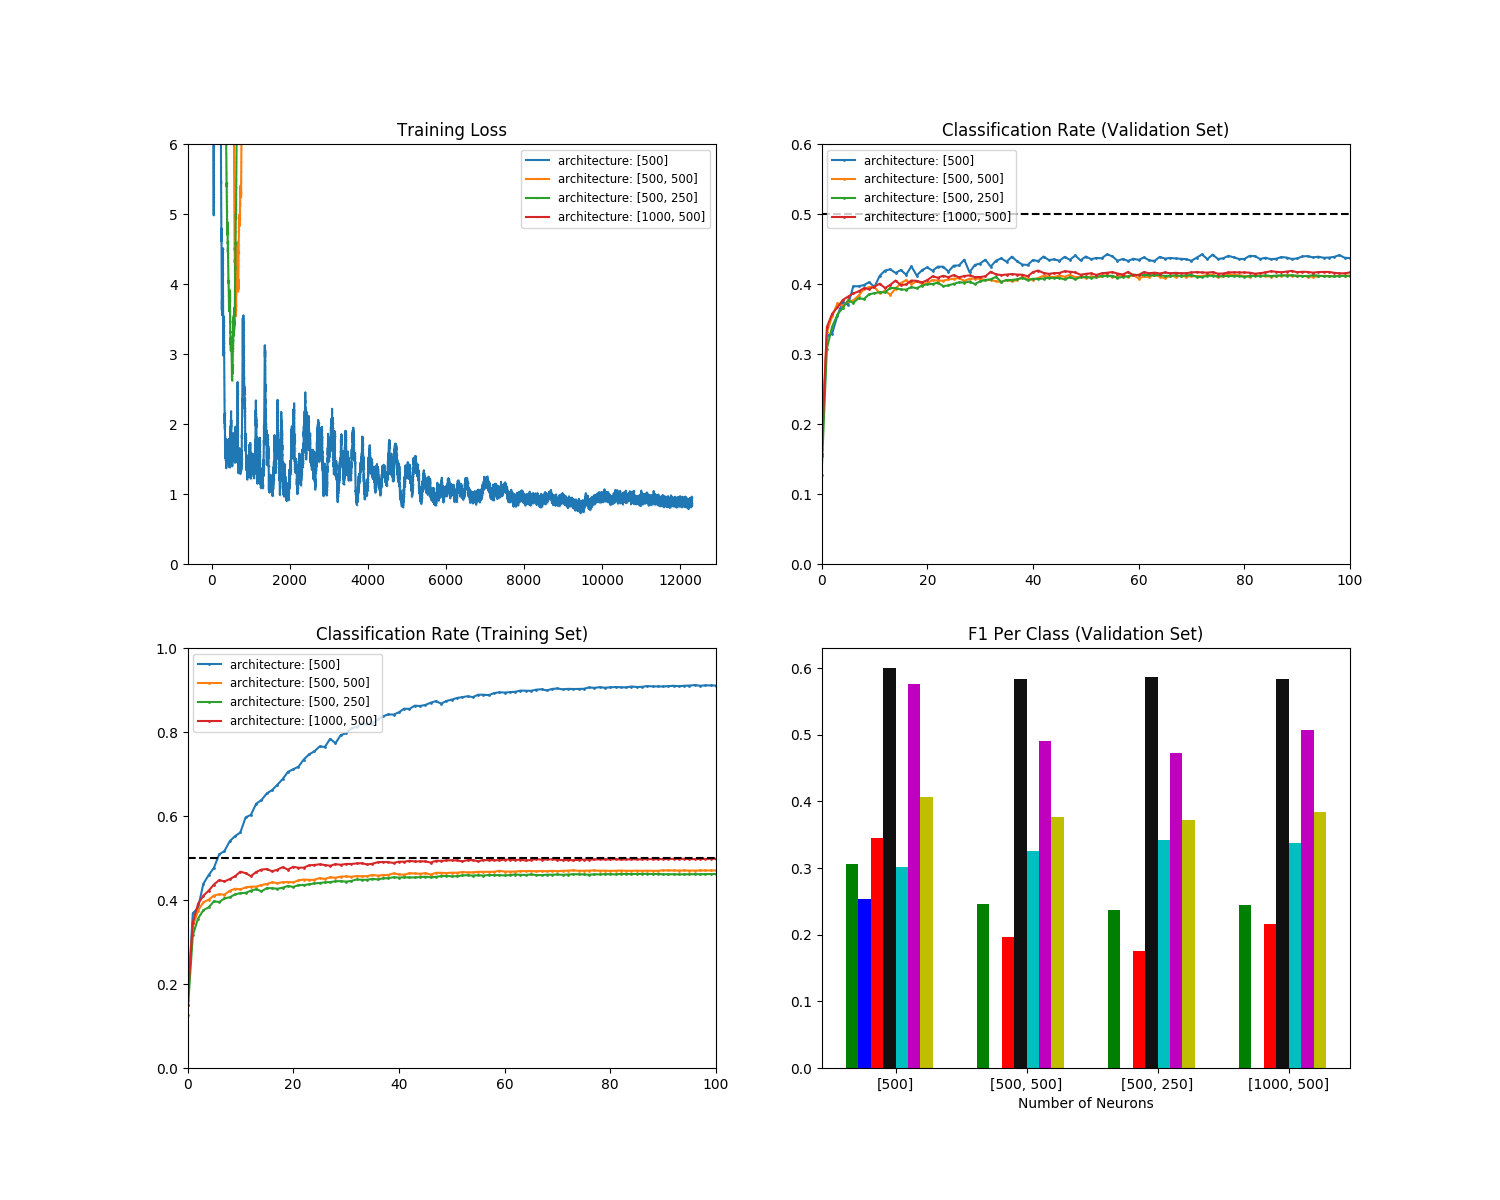 Training Loss
6
5
4
3
2
1
0
0 2000 4000 6000 8000 10000 12000
architecture: [500]
architecture: [500, 500]
architecture: [500, 250]
architecture: [1000, 500]
Classification Rate (Validation Set)
0.6
0.5
0.4
0.3
0.2
0.1
0.0
0 20 40 60 80 100
architecture: [500]
architecture: [500, 500]
architecture: [500, 250]
architecture: [1000, 500]
Classification Rate (Training Set)
1.0
0.8
0.6
0.4
0.2
0.0
0 20 40 60 80 100
architecture: [500]
architecture: [500, 500]
architecture: [500, 250]
architecture: [1000, 500]
F1 Per Class (Validation Set)
0.6
0.5
0.4
0.3
0.2
0.1
0.0
[500] [500, 500] [500, 250] [1000, 500]
Number of Neurons